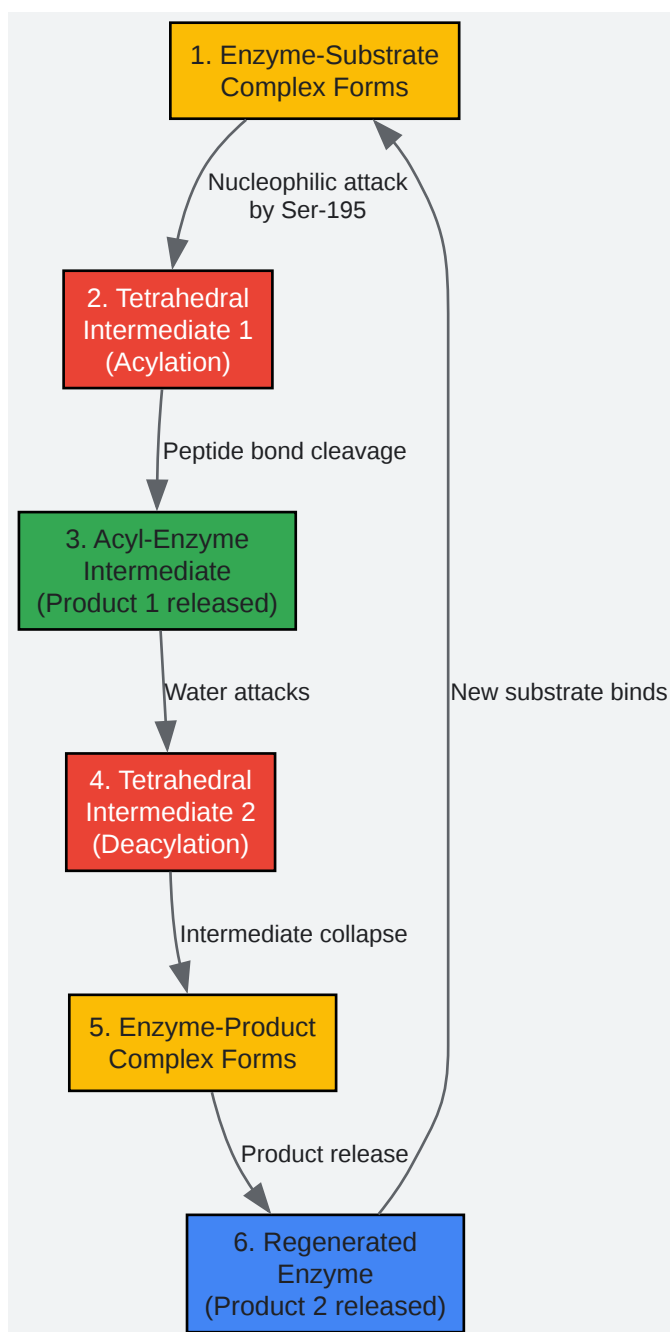 1. Enzyme-Substrate
Complex Forms
Nucleophilic attack
by Ser-195
2. Tetrahedral
Intermediate 1
(Acylation)
Peptide bond cleavage
3. Acyl-Enzyme
Intermediate
(Product 1 released)
Water attacks
New substrate binds
4. Tetrahedral
Intermediate 2
(Deacylation)
Intermediate collapse
5. Enzyme-Product
Complex Forms
Product release
6. Regenerated
Enzyme
(Product 2 released)